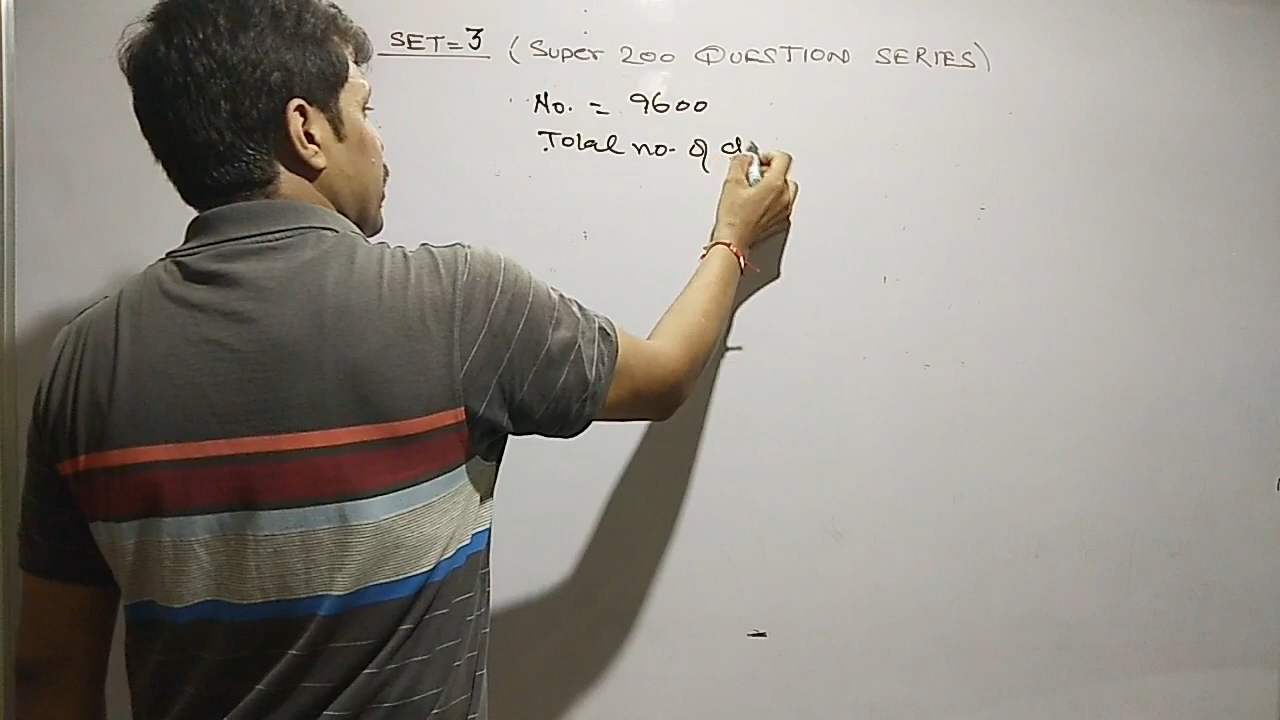 SET=3 (Super 200 QUESTION SERIES)
No. = 9600
Total no. of d